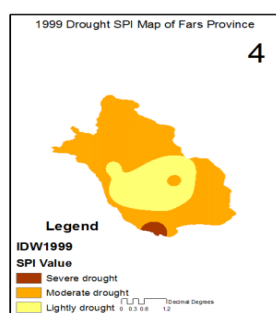 1999 Drought SPI Map of Fars Province
4
Legend
IDW1999
SPI Value
Severe drought
Moderate drought
Lightly drought
Decimal Degrees
0 0.3 0.6 1.2